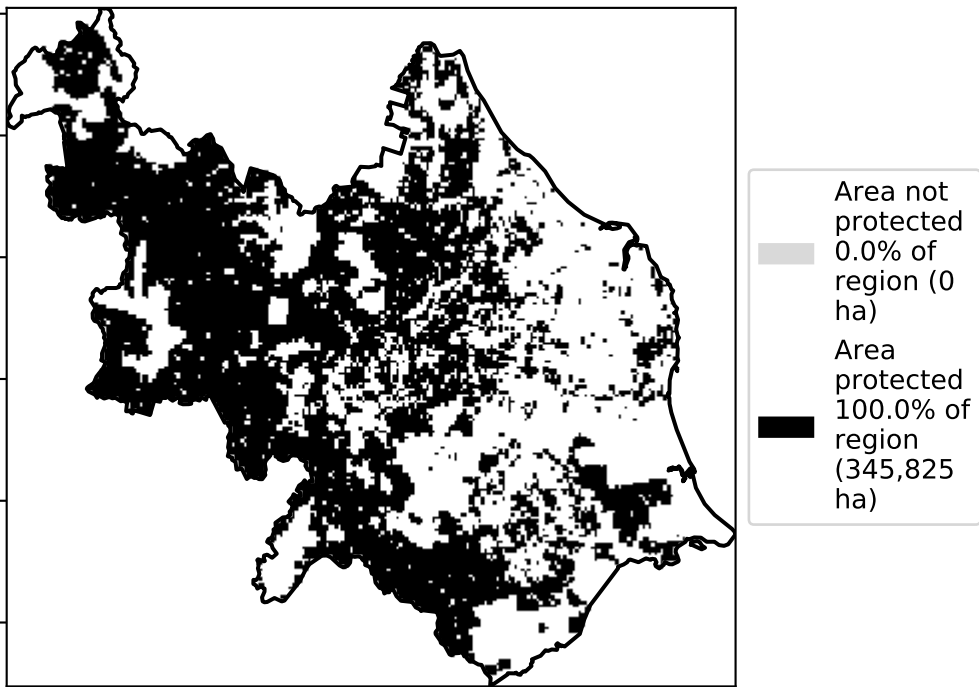 Area not
protected
0.0% of
region (0
ha)
Area
protected
100.0% of
region
(345,825
ha)